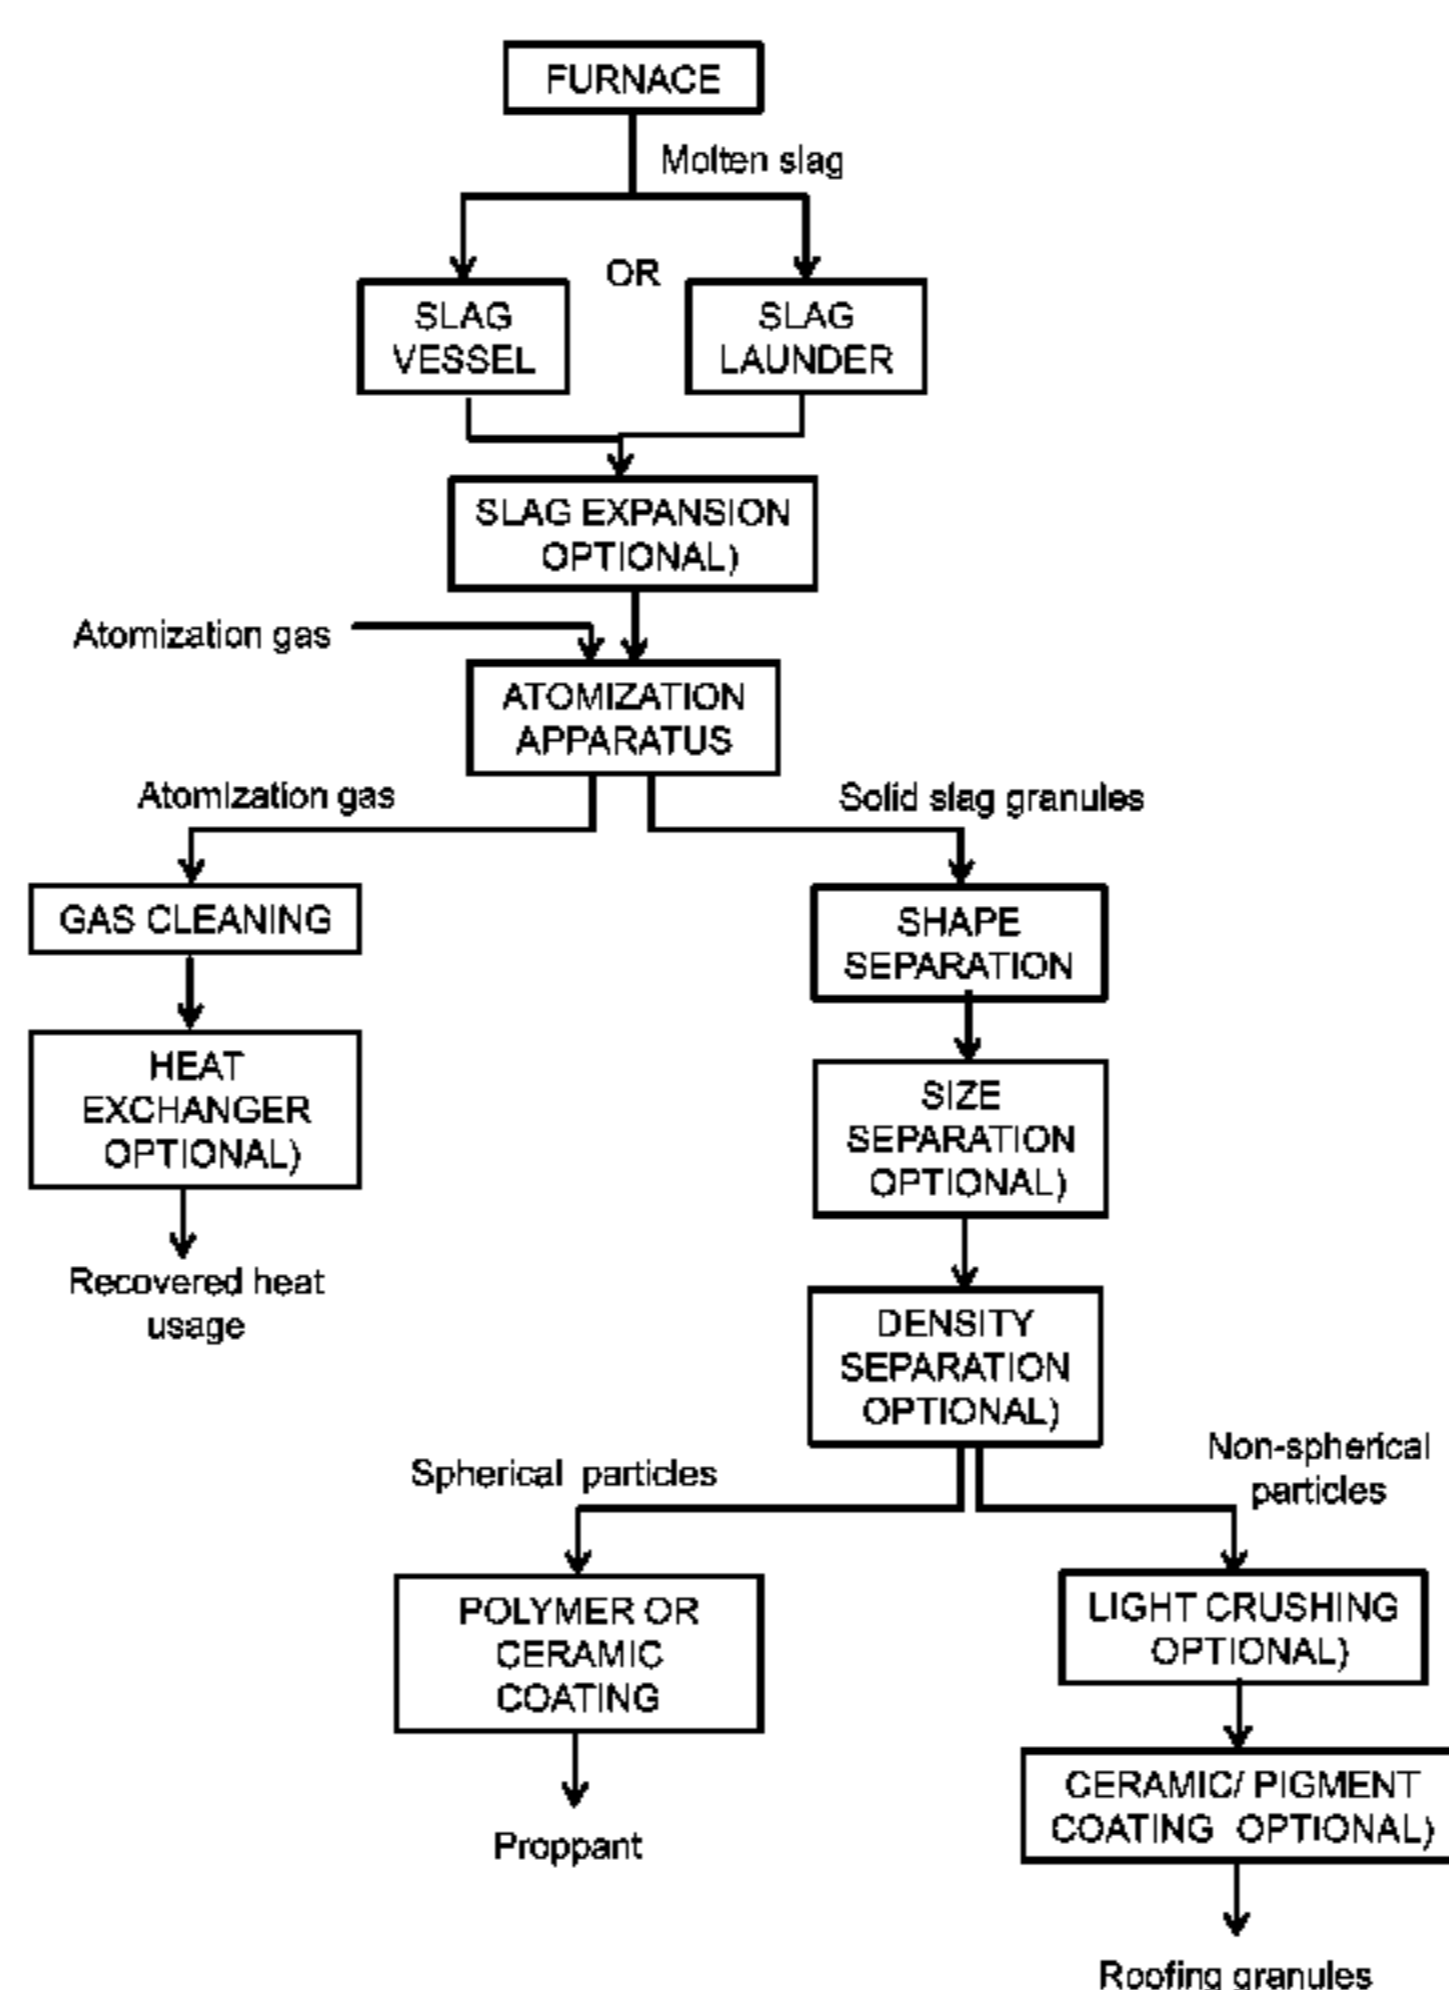 FURNACE
Molten slag
OR
SLAG
VESSEL
SLAG
LAUNDER
SLAG EXPANSION
OPTIONAL)
Atomization gas
ATOMIZATION
APPARATUS
Atomization gas
Solid slag granules
GAS CLEANING
SHAPE
SEPARATION
HEAT
EXCHANGER
OPTIONAL)
SIZE
SEPARATION
OPTIONAL)
Recovered heat
usage
DENSITY
SEPARATION
OPTIONAL)
Spherical particles
Non-spherical
particles
POLYMER OR
CERAMIC
COATING
LIGHT CRUSHING
OPTIONAL)
CERAMIC/ PIGMENT
COATING OPTIONAL)
Proppant
Roofing granules